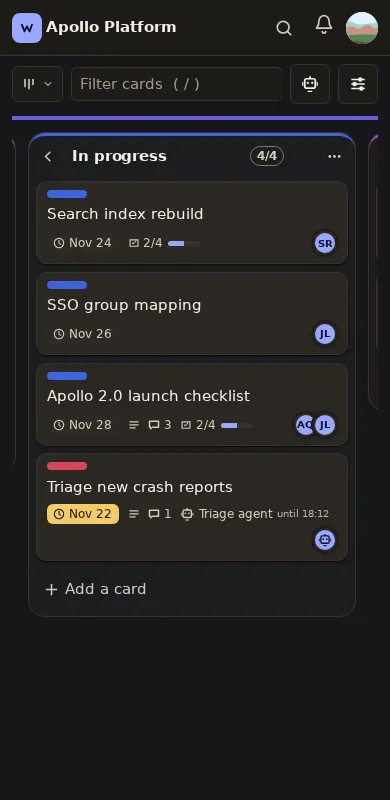 W Apollo Platform
Filter cards ( / )
In progress 4/4
Search index rebuild
Nov 24 2/4 SR
SSO group mapping
Nov 26 JL
Apollo 2.0 launch checklist
Nov 28 3 2/4 JL
Triage new crash reports
Nov 22 1 Triage agent until 18:12
Add a card